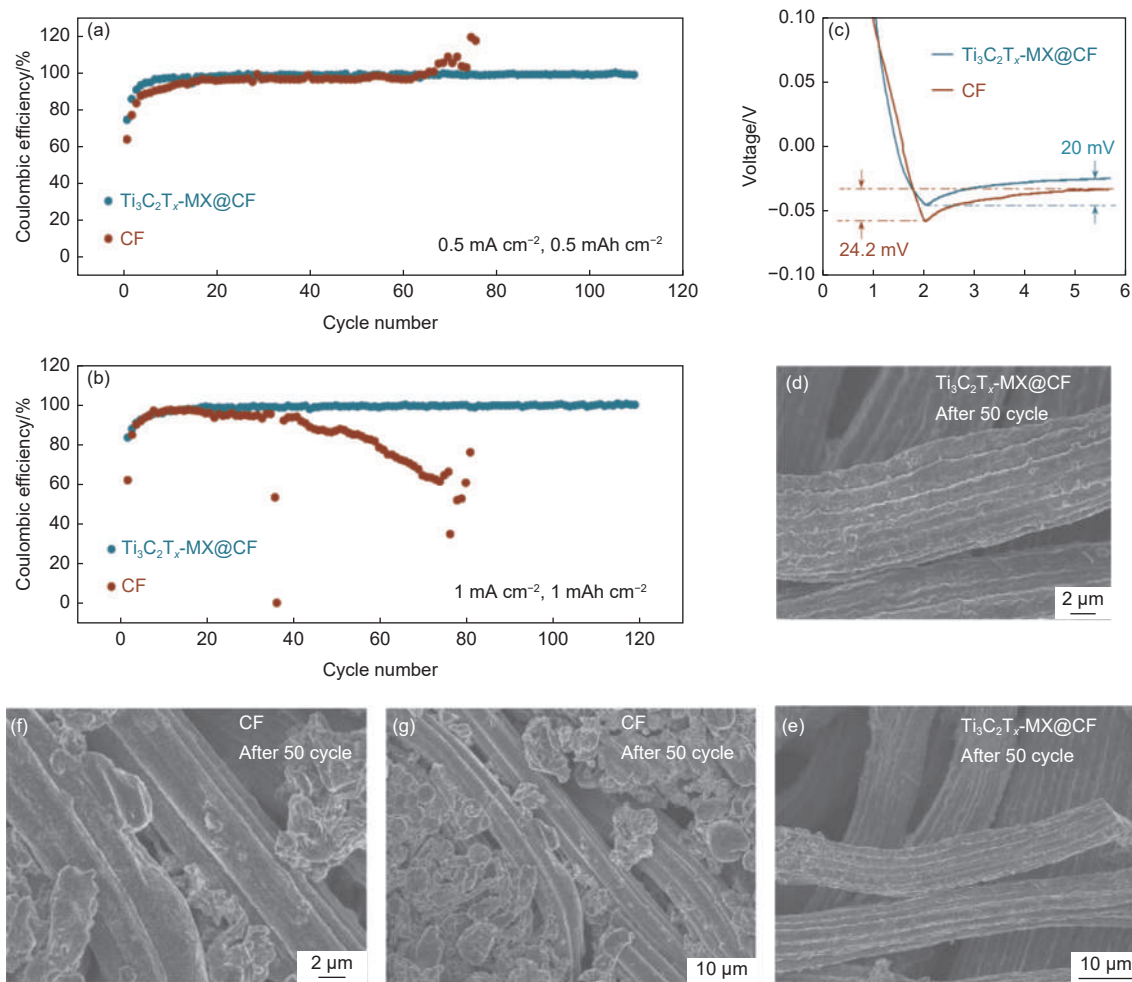 (a)
Coulombic efficiency/%
120
100
80
60
40
20
0
Ti₃C₂Tₓ-MX@CF
CF
0.5 mA cm⁻², 0.5 mAh cm⁻²
0 20 40 60 80 100 120
Cycle number
(c)
Voltage/V
0.10
0.05
0.00
−0.05
−0.10
Ti₃C₂Tₓ-MX@CF
CF
20 mV
24.2 mV
0 1 2 3 4 5 6
(b)
Coulombic efficiency/%
120
100
80
60
40
20
0
Ti₃C₂Tₓ-MX@CF
CF
1 mA cm⁻², 1 mAh cm⁻²
0 20 40 60 80 100 120
Cycle number
(d)
Ti₃C₂Tₓ-MX@CF
After 50 cycle
2 μm
(f)
CF
After 50 cycle
2 μm
(g)
CF
After 50 cycle
10 μm
(e)
Ti₃C₂Tₓ-MX@CF
After 50 cycle
10 μm